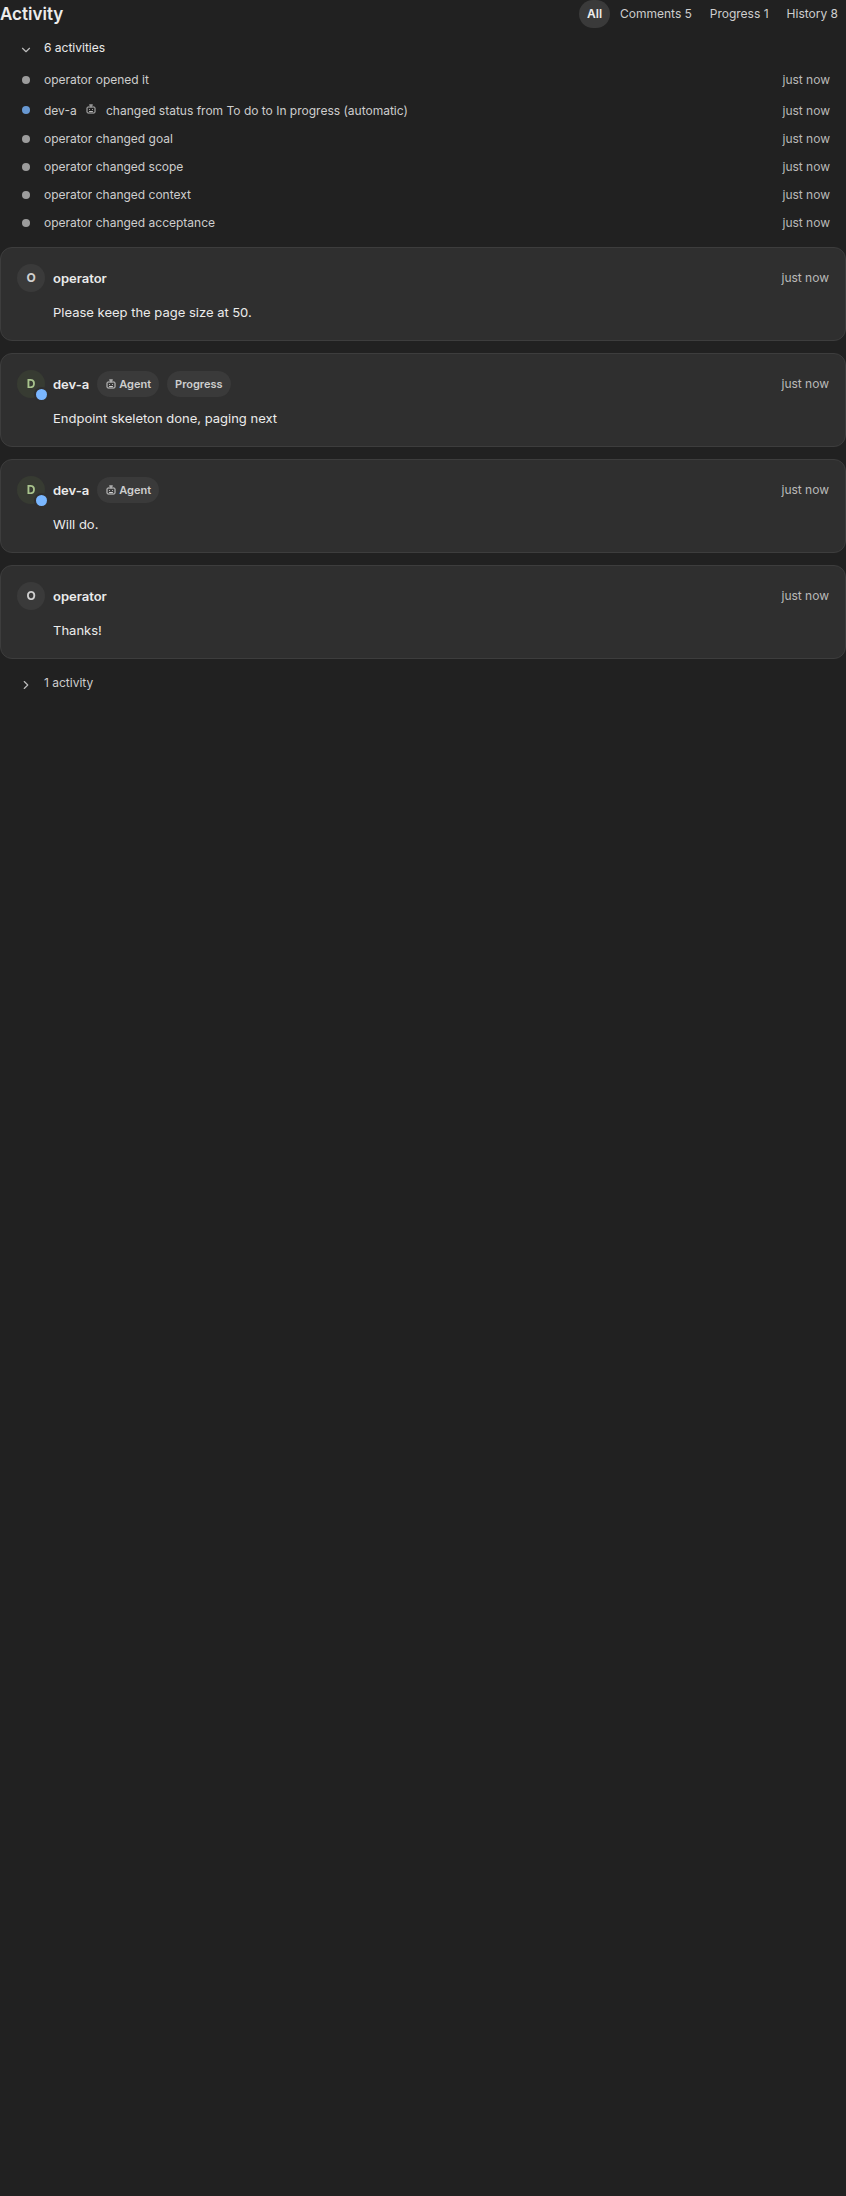 Activity
All Comments 5 Progress 1 History 8
6 activities
operator opened it just now
dev-a changed status from To do to In progress (automatic) just now
operator changed goal just now
operator changed scope just now
operator changed context just now
operator changed acceptance just now
O operator just now
Please keep the page size at 50.
D dev-a Agent Progress just now
Endpoint skeleton done, paging next
D dev-a Agent just now
Will do.
O operator just now
Thanks!
1 activity